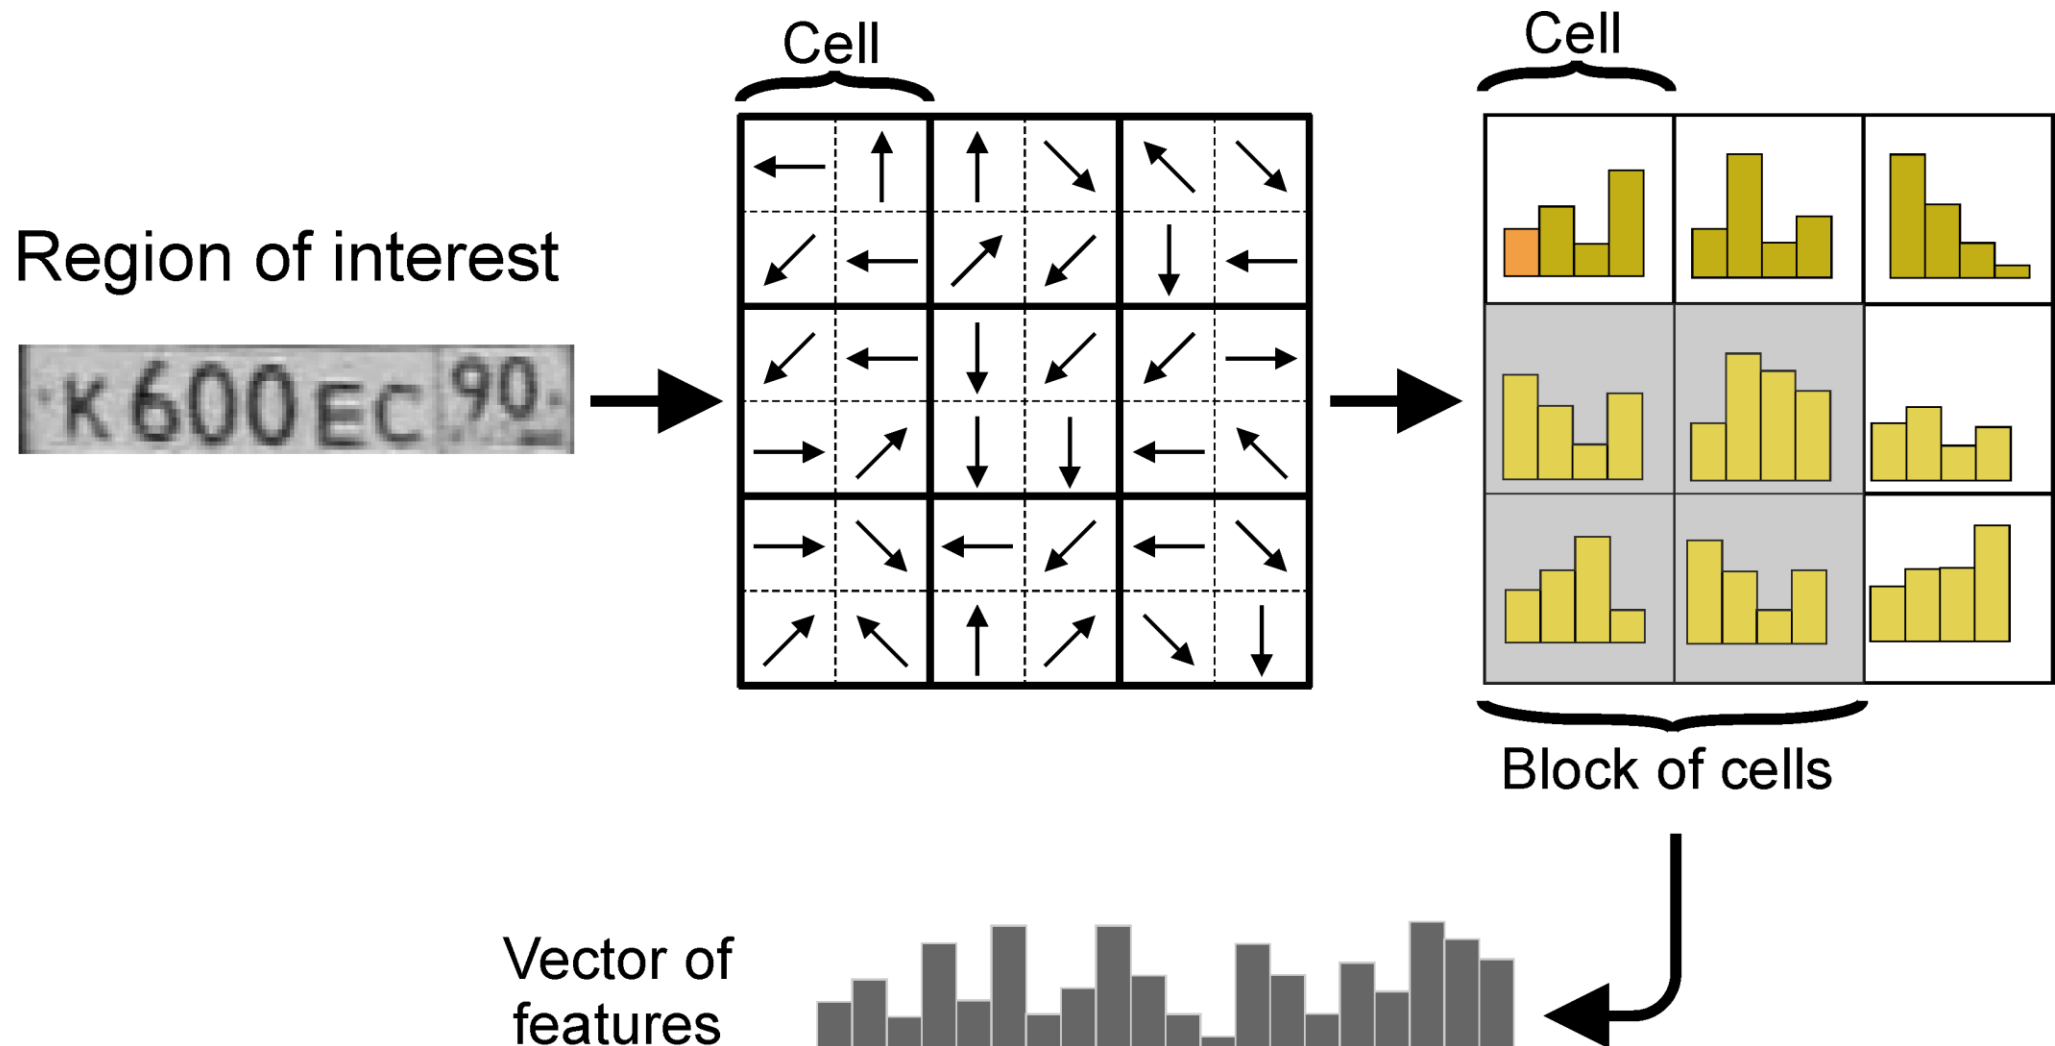 Cell
Cell
Region of interest
K 600 EC 90
Block of cells
Vector of
features